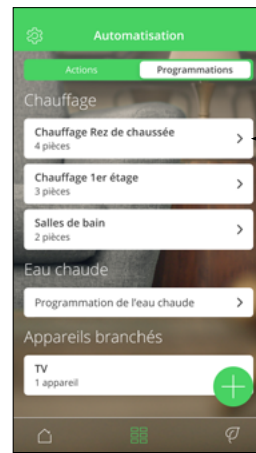 Automatisation
Actions
Programmations
Chauffage
Chauffage Rez de chaussée
4 pièces
Chauffage 1er étage
3 pièces
Salles de bain
2 pièces
Eau chaude
Programmation de l'eau chaude
Appareils branchés
TV
1 appareil